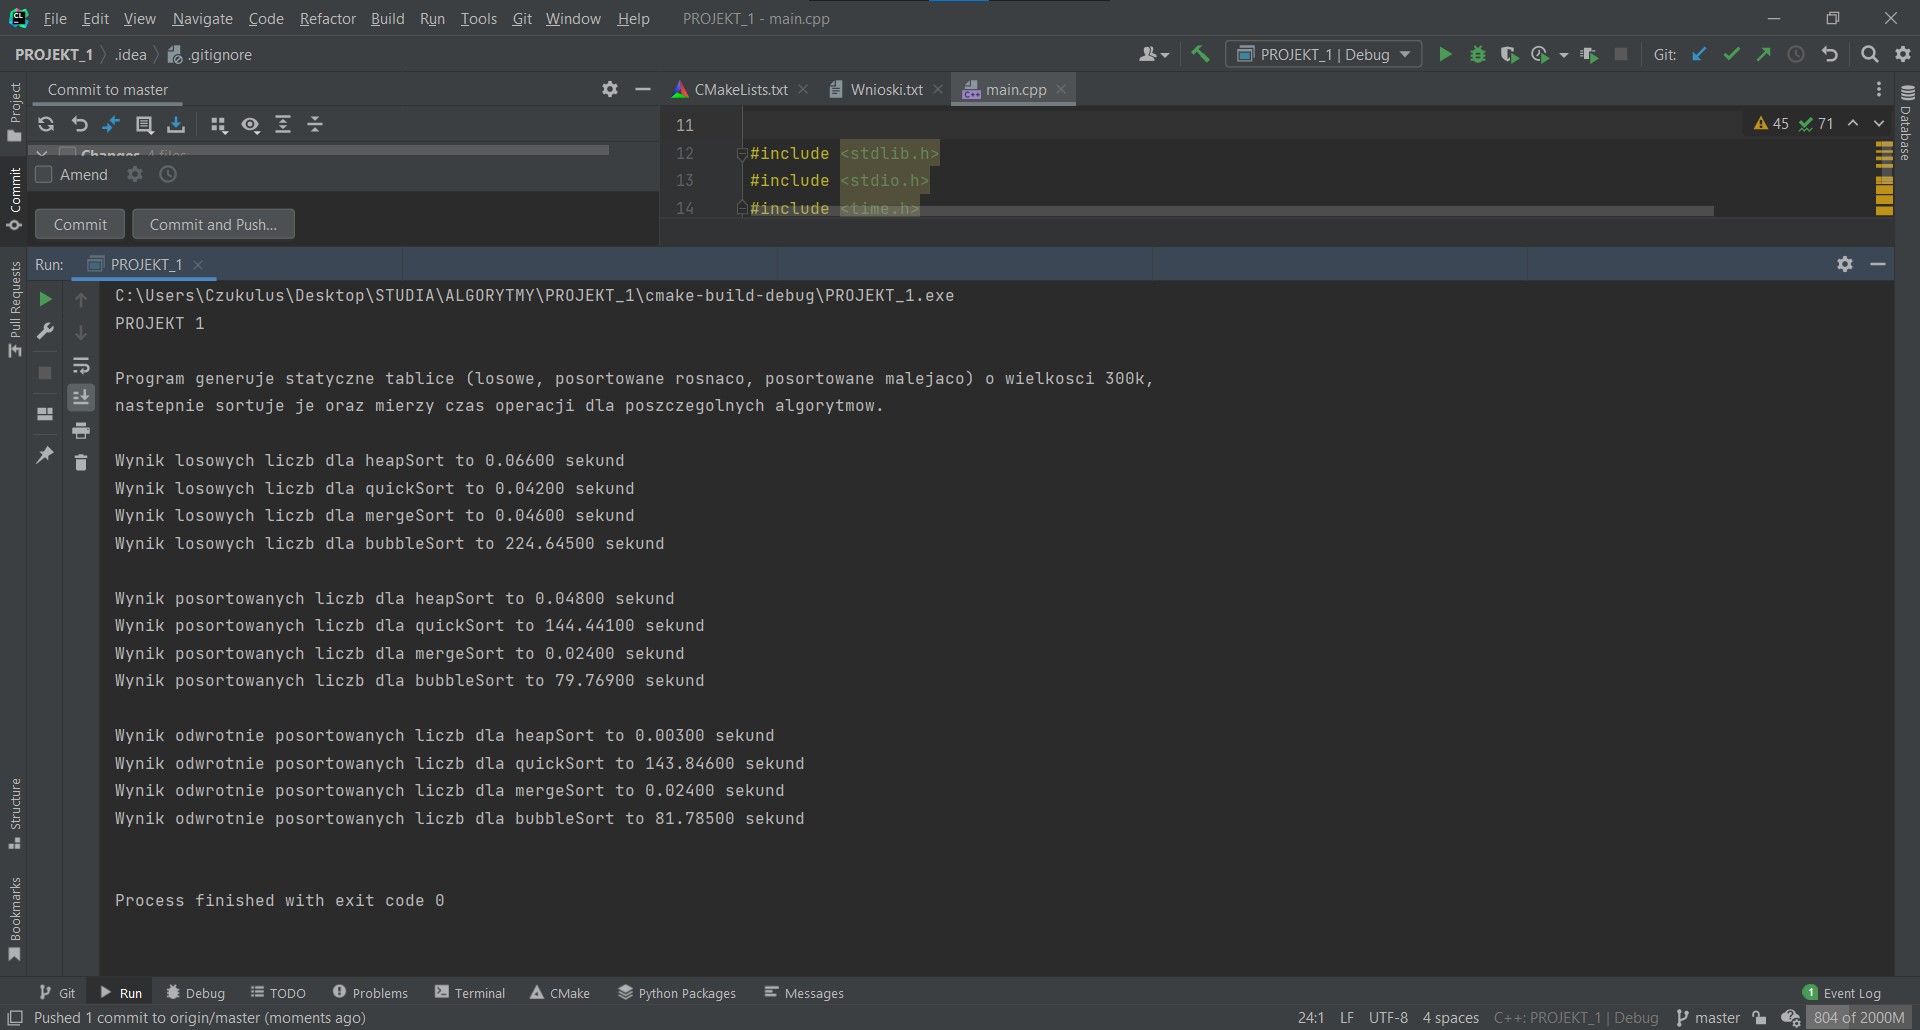 File Edit View Navigate Code Refactor Build Run Tools Git Window Help PROJEKT_1 - main.cpp
PROJEKT_1 .idea .gitignore PROJEKT_1 | Debug Git:
Commit to master CMakeLists.txt Wnioski.txt main.cpp
11 45 71
Changes 4 files
12 #include <stdlib.h>
Amend
13 #include <stdio.h>
14 #include <time.h>
Commit Commit and Push...
Project
Commit
Pull Requests
Structure
Bookmarks
Database
Run: PROJEKT_1
C:\Users\Czukulus\Desktop\STUDIA\ALGORYTMY\PROJEKT_1\cmake-build-debug\PROJEKT_1.exe
PROJEKT 1
Program generuje statyczne tablice (losowe, posortowane rosnaco, posortowane malejaco) o wielkosci 300k,
nastepnie sortuje je oraz mierzy czas operacji dla poszczegolnych algorytmow.
Wynik losowych liczb dla heapSort to 0.06600 sekund
Wynik losowych liczb dla quickSort to 0.04200 sekund
Wynik losowych liczb dla mergeSort to 0.04600 sekund
Wynik losowych liczb dla bubbleSort to 224.64500 sekund
Wynik posortowanych liczb dla heapSort to 0.04800 sekund
Wynik posortowanych liczb dla quickSort to 144.44100 sekund
Wynik posortowanych liczb dla mergeSort to 0.02400 sekund
Wynik posortowanych liczb dla bubbleSort to 79.76900 sekund
Wynik odwrotnie posortowanych liczb dla heapSort to 0.00300 sekund
Wynik odwrotnie posortowanych liczb dla quickSort to 143.84600 sekund
Wynik odwrotnie posortowanych liczb dla mergeSort to 0.02400 sekund
Wynik odwrotnie posortowanych liczb dla bubbleSort to 81.78500 sekund
Process finished with exit code 0
Git Run Debug TODO Problems Terminal CMake Python Packages Messages 1 Event Log
Pushed 1 commit to origin/master (moments ago) 24:1 LF UTF-8 4 spaces C++: PROJEKT_1 | Debug master 804 of 2000M